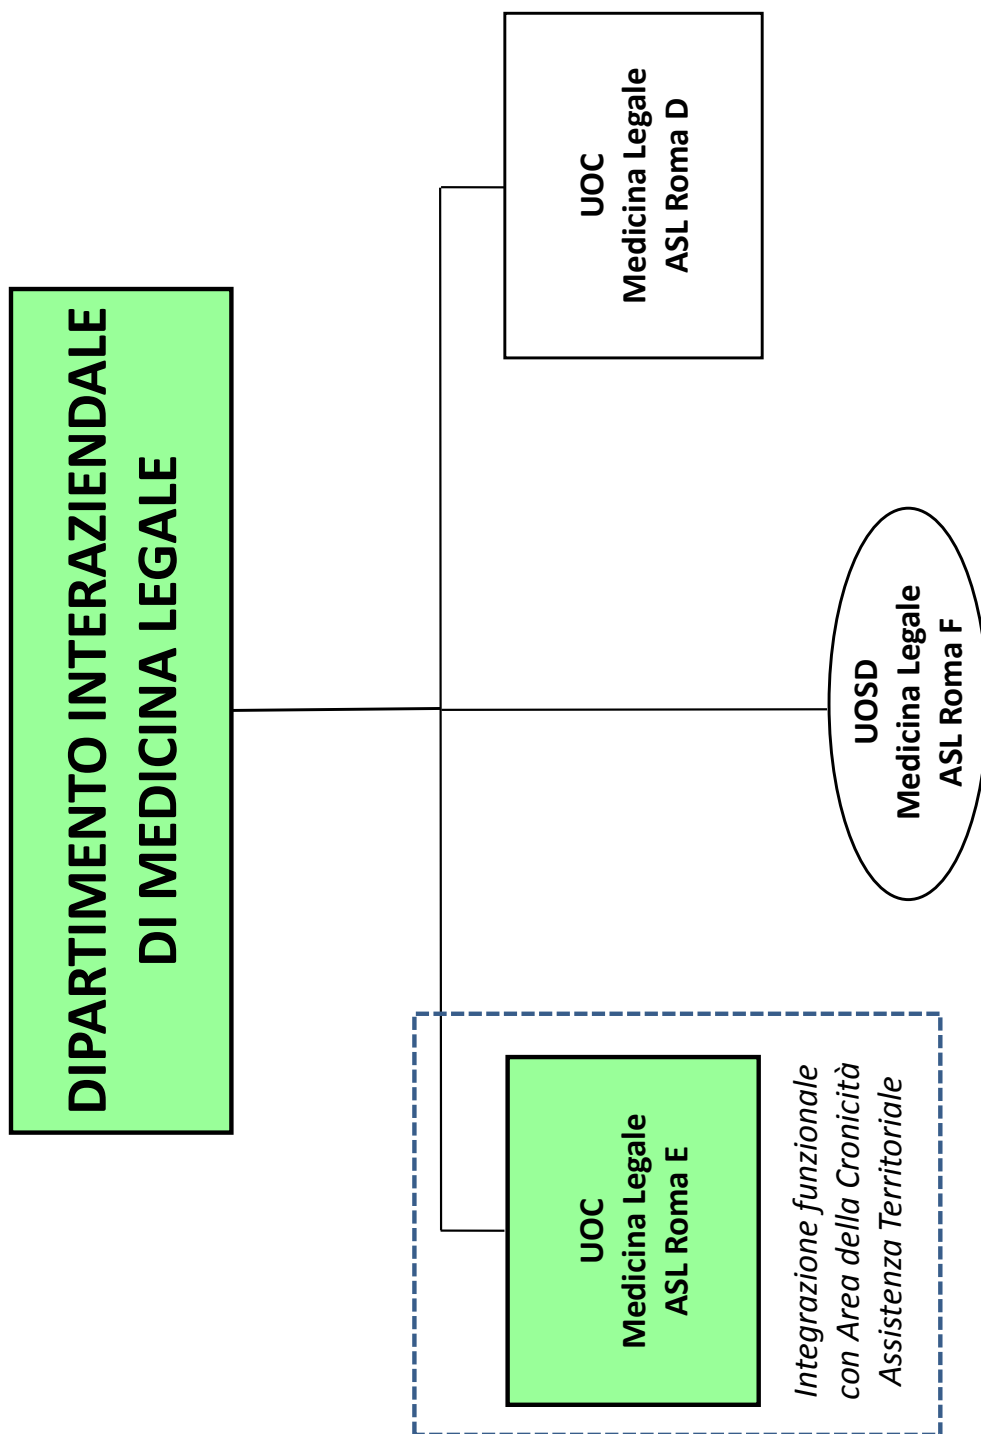 DIPARTIMENTO INTERAZIENDALE
DI MEDICINA LEGALE
UOC
Medicina Legale
ASL Roma E
Integrazione funzionale
con Area della Cronicità
Assistenza Territoriale
UOSD
Medicina Legale
ASL Roma F
UOC
Medicina Legale
ASL Roma D